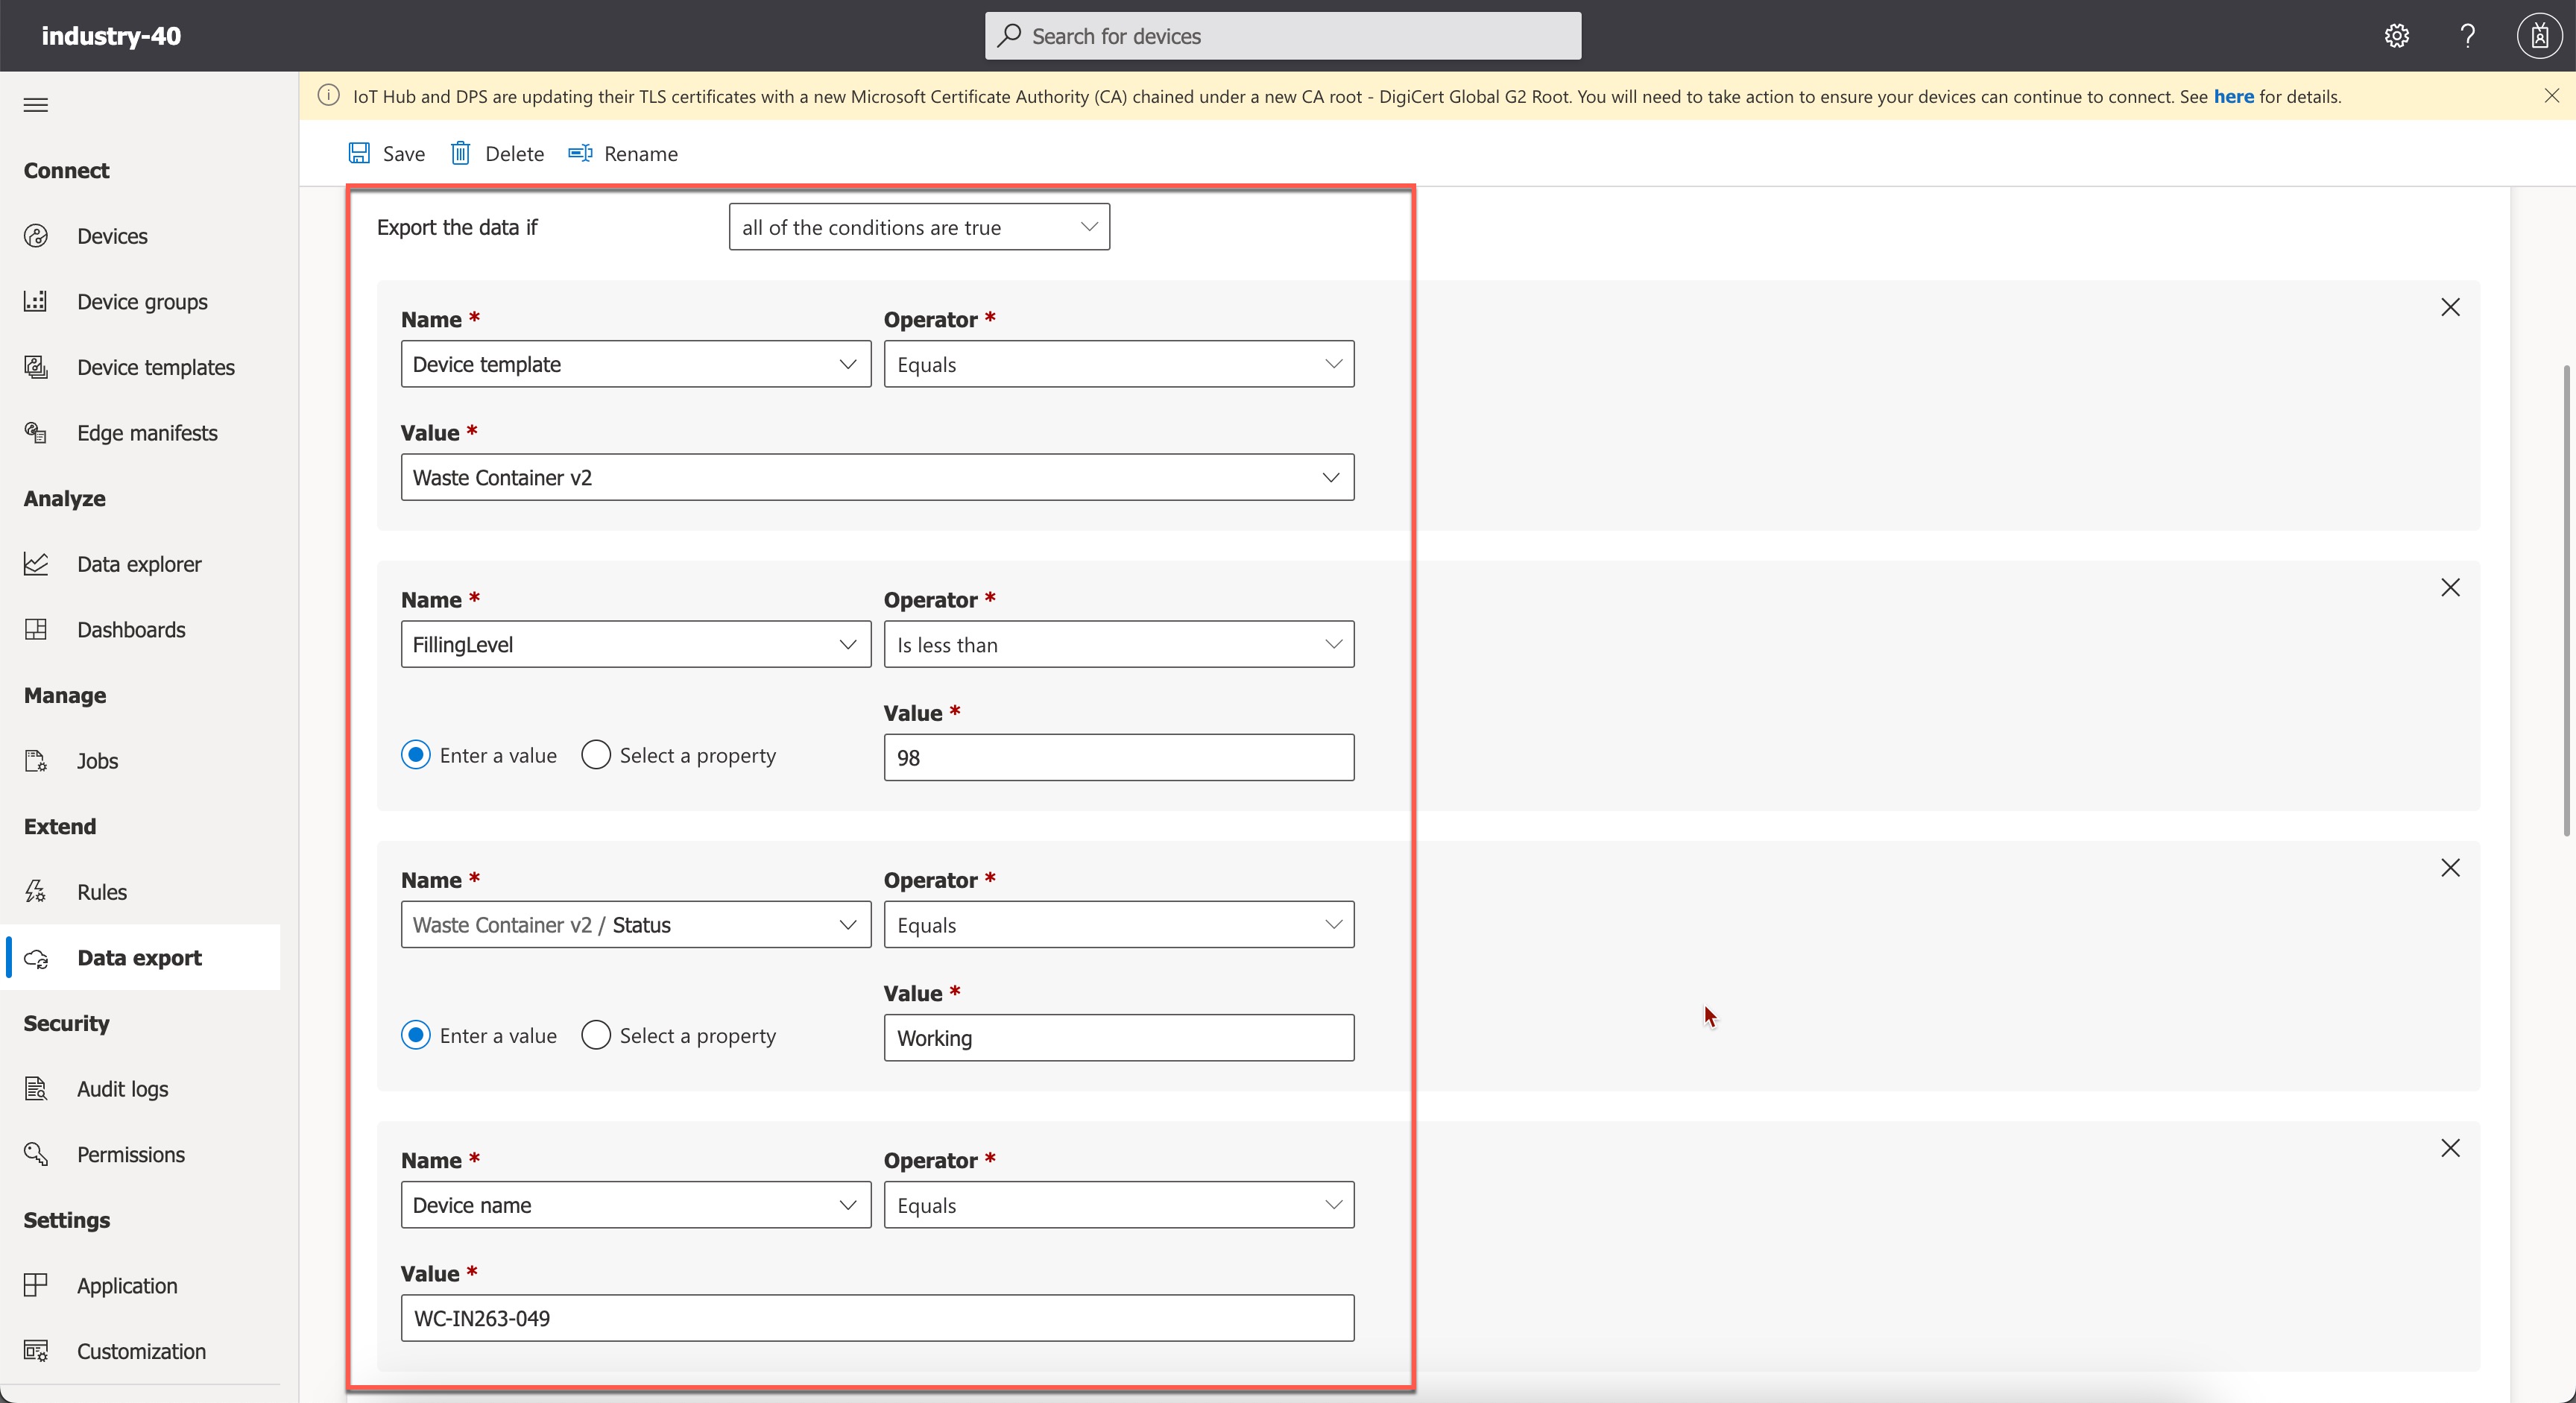 industry-40
Search for devices
IoT Hub and DPS are updating their TLS certificates with a new Microsoft Certificate Authority (CA) chained under a new CA root - DigiCert Global G2 Root. You will need to take action to ensure your devices can continue to connect. See here for details.
Save Delete Rename
Connect
Devices
Device groups
Device templates
Edge manifests
Analyze
Data explorer
Dashboards
Manage
Jobs
Extend
Rules
Data export
Security
Audit logs
Permissions
Settings
Application
Customization
Export the data if all of the conditions are true
Name * Operator *
Device template Equals
Value *
Waste Container v2
Name * Operator *
FillingLevel Is less than
Value *
Enter a value Select a property 98
Name * Operator *
Waste Container v2 / Status Equals
Value *
Enter a value Select a property Working
Name * Operator *
Device name Equals
Value *
WC-IN263-049